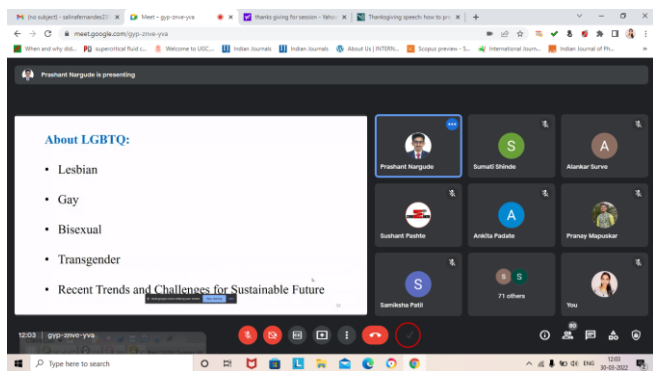 (no subject) - salinafernandes23
Meet - gyp-znve-yva
thanks giving for session - Yahoo
Thanksgiving speech: how to pro
meet.google.com/gyp-znve-yva
When and why did...
supercritical fluid c...
Welcome to UGC,...
Indian Journals
Indian Journals
About Us | INTERN...
Scopus preview - S...
International Journ...
Indian Journal of Ph...
Prashant Nargude is presenting
About LGBTQ:
• Lesbian
• Gay
• Bisexual
• Transgender
• Recent Trends and Challenges for Sustainable Future
Prashant Nargude
S
Sumati Shinde
A
Alankar Surve
Sushant Pashte
A
Ankita Padate
Pranay Mapuskar
S
Samiksha Patil
S S
71 others
You
12:03 | gyp-znve-yva
80
Type here to search
ENG
12:03
30-03-2022